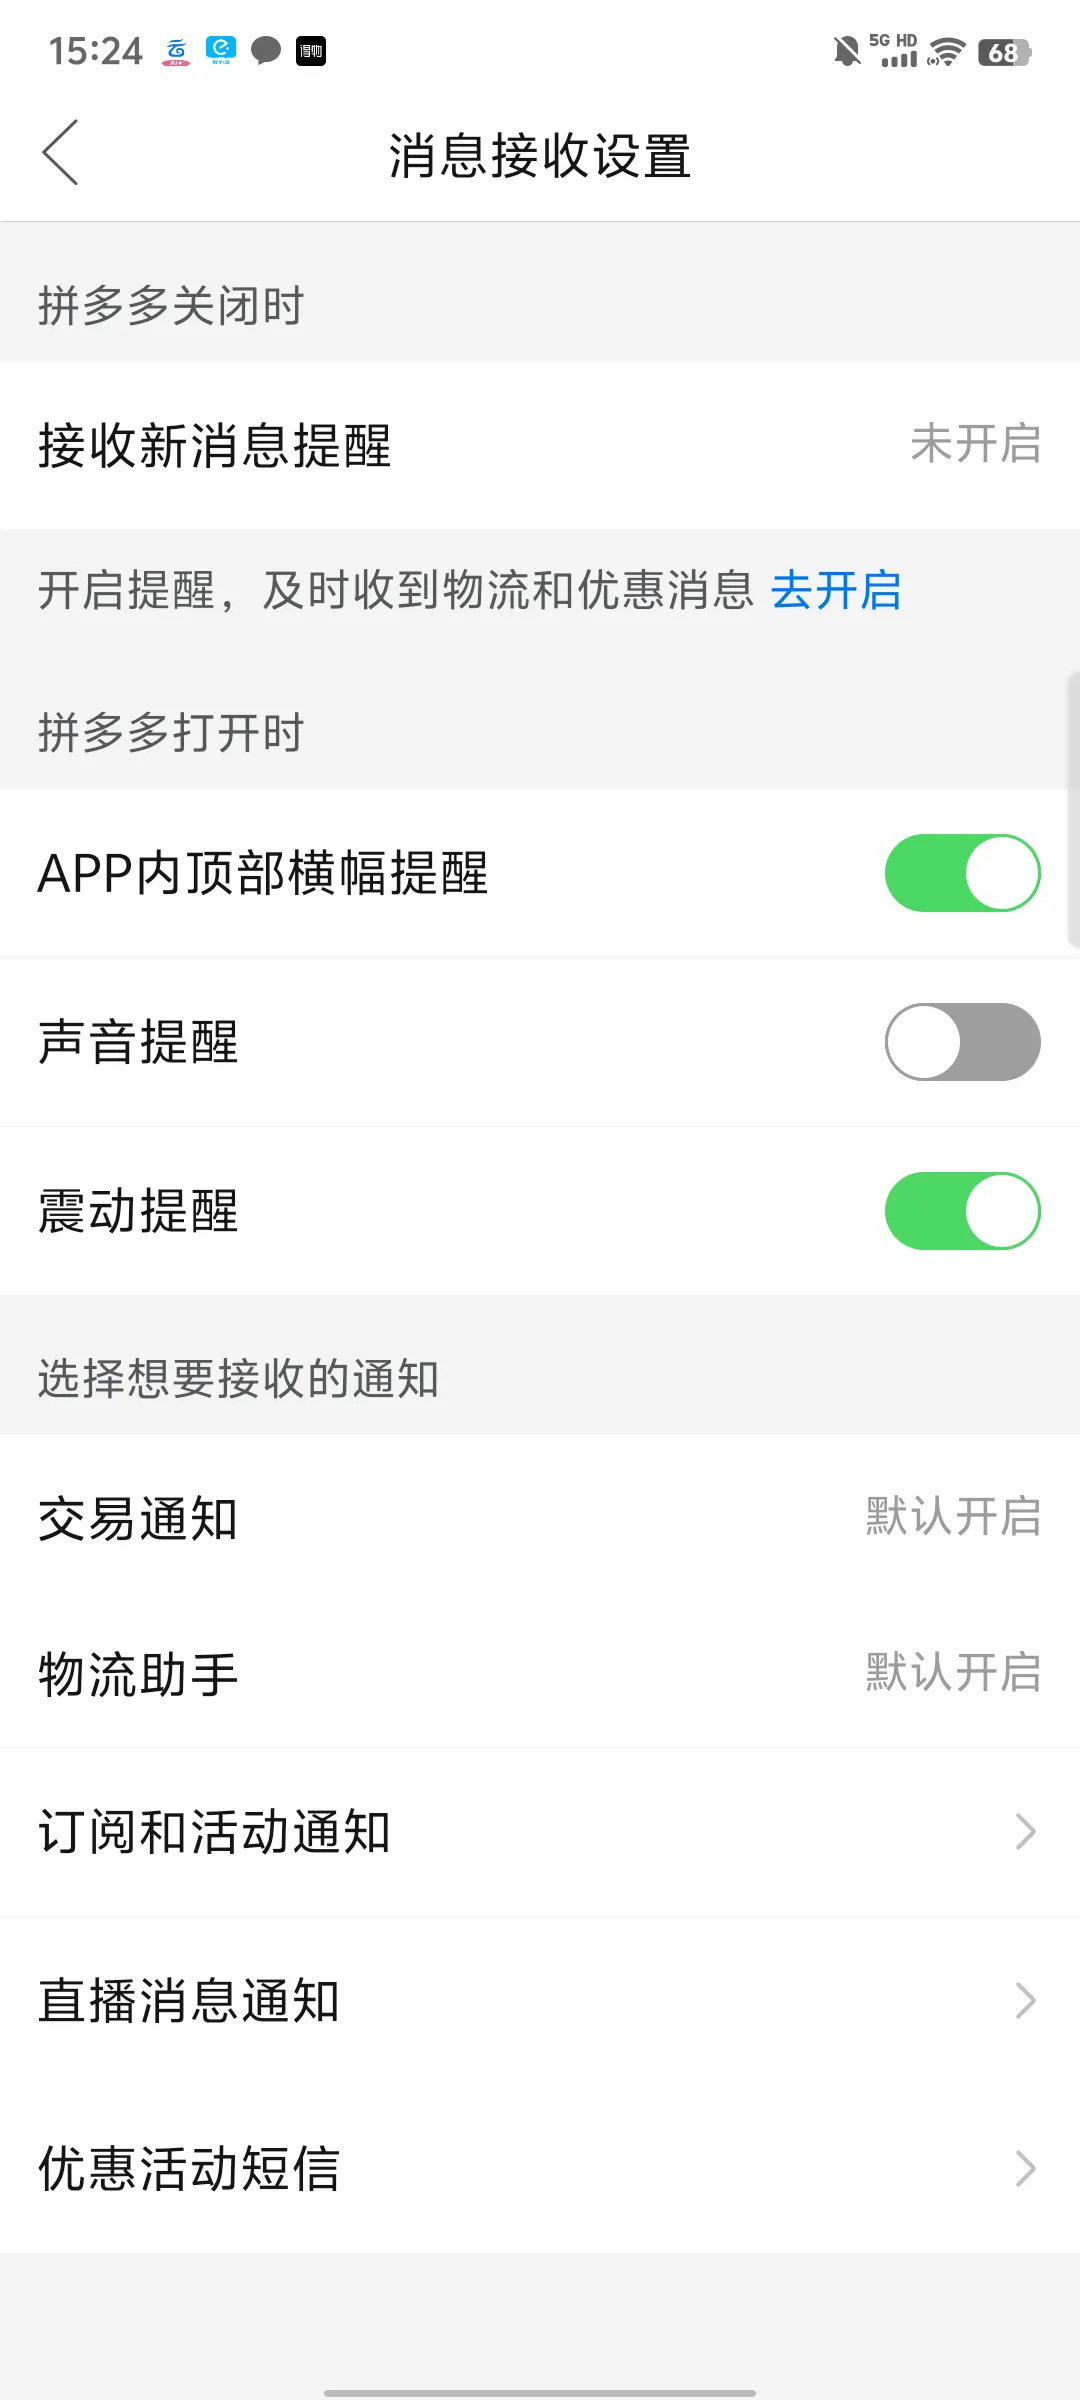 15:24
得物
5G HD
68
消息接收设置
拼多多关闭时
接收新消息提醒 未开启
开启提醒，及时收到物流和优惠消息 去开启
拼多多打开时
APP内顶部横幅提醒
声音提醒
震动提醒
选择想要接收的通知
交易通知 默认开启
物流助手 默认开启
订阅和活动通知
直播消息通知
优惠活动短信